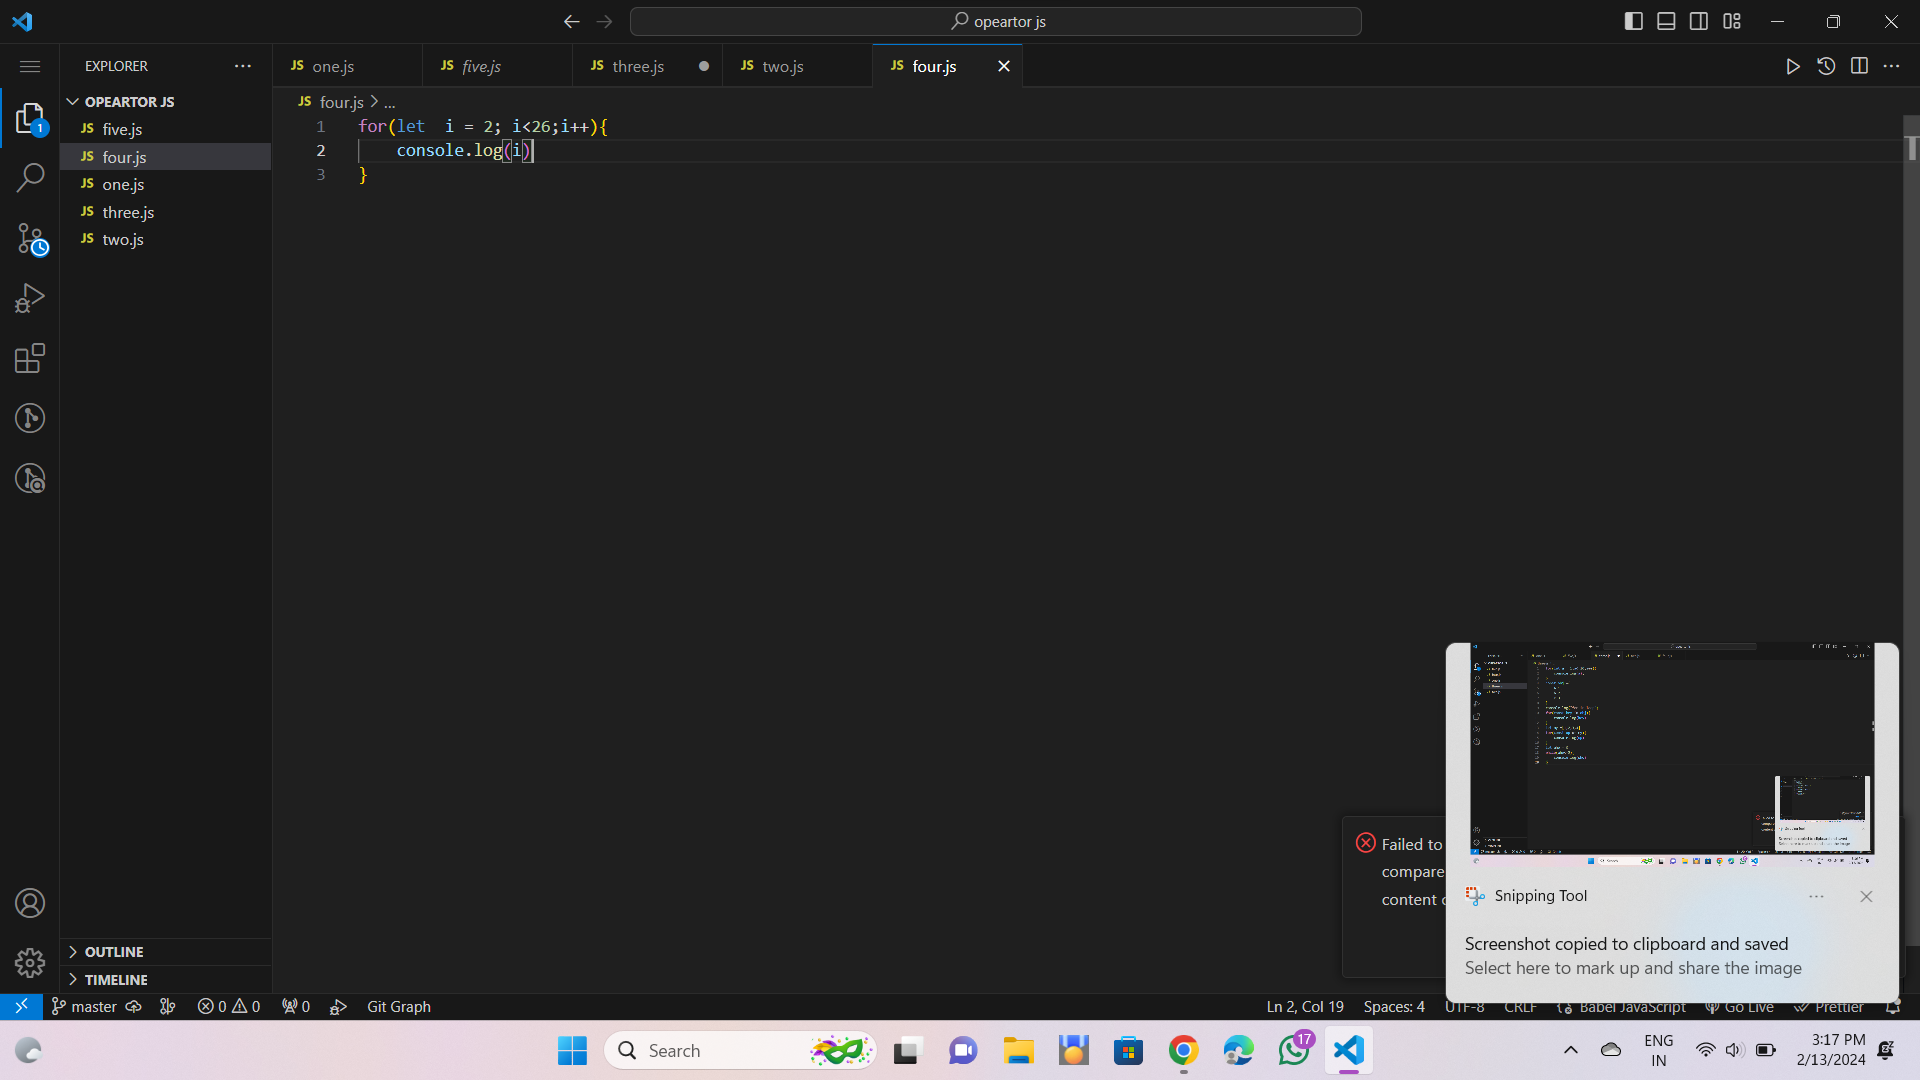 opeartor js
EXPLORER
JS one.js
JS five.js
JS three.js
JS two.js
JS four.js
OPEARTOR JS
JS five.js
JS four.js
JS one.js
JS three.js
JS two.js
JS four.js > ...
1 for(let  i = 2; i<26;i++){
2     console.log(i)
3 }
1
Failed to
compare
content
Snipping Tool
Screenshot copied to clipboard and saved
Select here to mark up and share the image
OUTLINE
TIMELINE
master
0 0
0
Git Graph
Ln 2, Col 19
Spaces: 4
UTF-8
CRLF
Babel JavaScript
Go Live
Prettier
Search
17
ENG
IN
3:17 PM
2/13/2024